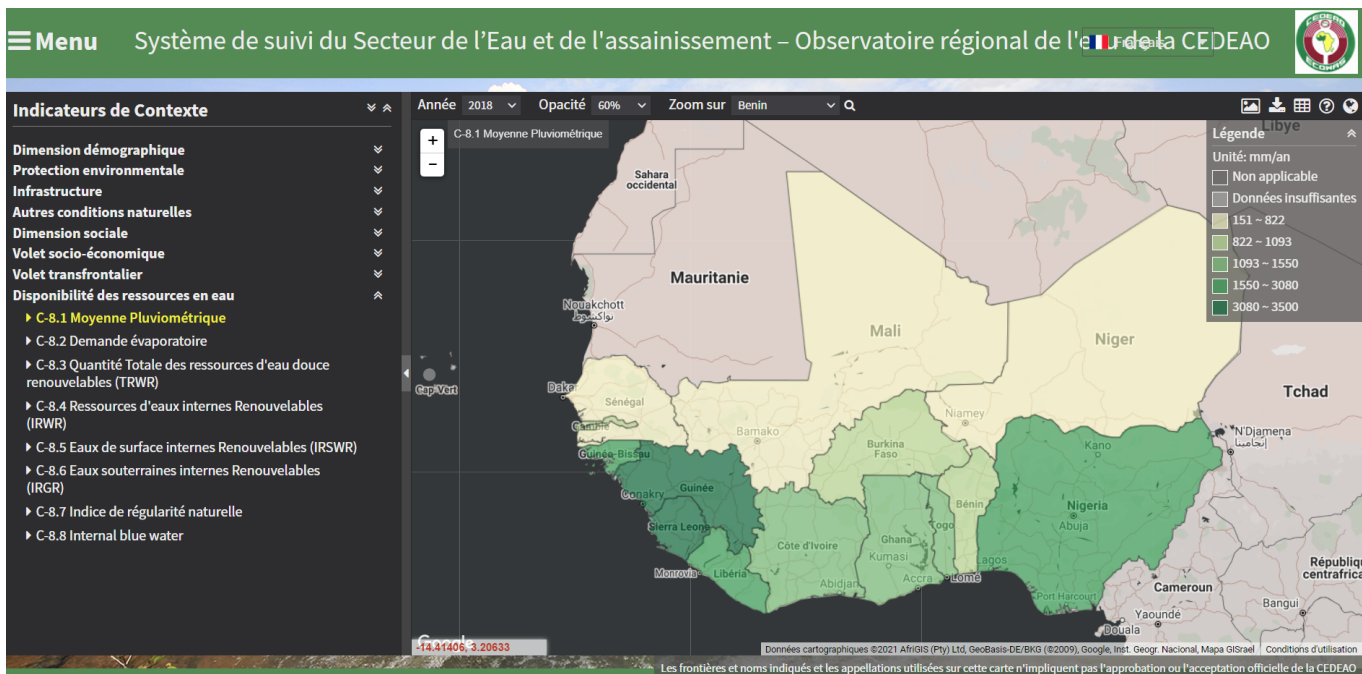 Menu
Système de suivi du Secteur de l’Eau et de l'assainissement – Observatoire régional de l'eau de la CEDEAO
Français
CEDEAO
ECOWAS
Indicateurs de Contexte
Dimension démographique
Protection environmentale
Infrastructure
Autres conditions naturelles
Dimension sociale
Volet socio-économique
Volet transfrontalier
Disponibilité des ressources en eau
C-8.1 Moyenne Pluviométrique
C-8.2 Demande évaporatoire
C-8.3 Quantité Totale des ressources d'eau douce
renouvelables (TRWR)
C-8.4 Ressources d'eaux internes Renouvelables
(IRWR)
C-8.5 Eaux de surface internes Renouvelables (IRSWR)
C-8.6 Eaux souterraines internes Renouvelables
(IRGR)
C-8.7 Indice de régularité naturelle
C-8.8 Internal blue water
Année 2018 Opacité 60% Zoom sur Benin
+
−
C-8.1 Moyenne Pluviométrique
Libye
Légende
Unité: mm/an
Non applicable
Données insuffisantes
151 ~ 822
822 ~ 1093
1093 ~ 1550
1550 ~ 3080
3080 ~ 3500
Sahara
occidental
Mauritanie
Nouakchott
نواكشوط
Mali
Niger
Tchad
Cap-Vert
Dakar
Sénégal
Gambie
Bamako
Niamey
N'Djamena
إنجامينا
Kano
Burkina
Faso
Guinée-Bissau
Guinée
Conakry
Bénin
Nigeria
Abuja
Sierra Leone
Côte d'Ivoire
Ghana
Kumasi
Togo
Lagos
Monrovia
Libéria
Abidjan
Accra
Lomé
Port Harcourt
Cameroun
République
centrafricaine
Bangui
Yaoundé
Douala
Google
-14.41406, 3.20633
Données cartographiques ©2021 AfriGIS (Pty) Ltd, GeoBasis-DE/BKG (©2009), Google, Inst. Geogr. Nacional, Mapa GISrael
Conditions d'utilisation
Les frontières et noms indiqués et les appellations utilisées sur cette carte n'impliquent pas l'approbation ou l'acceptation officielle de la CEDEAO